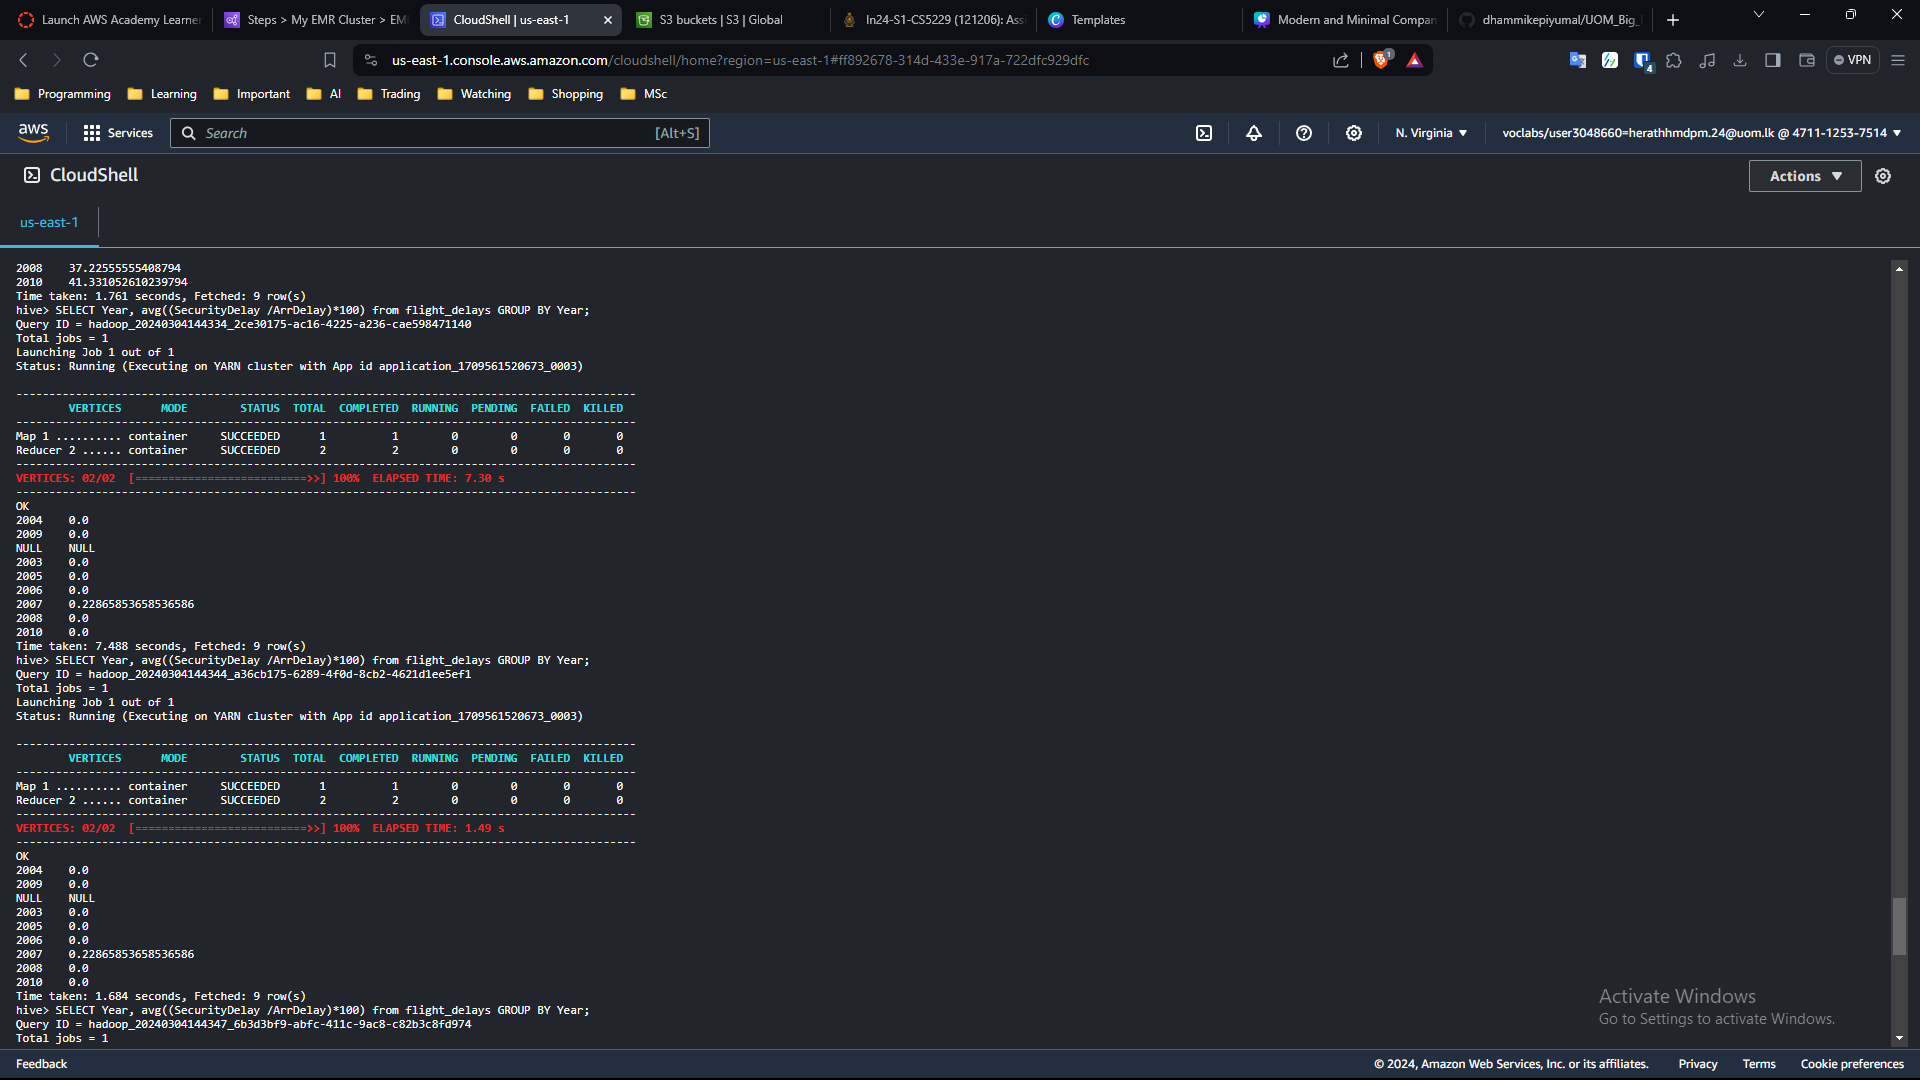 Launch AWS Academy Learner
Steps > My EMR Cluster > EM
CloudShell | us-east-1
S3 buckets | S3 | Global
In24-S1-CS5229 (121206): Assi
Templates
Modern and Minimal Compan
dhammikepiyumal/UOM_Big_
us-east-1.console.aws.amazon.com/cloudshell/home?region=us-east-1#ff892678-314d-433e-917a-722dfc929dfc
1
4
VPN
Programming Learning Important AI Trading Watching Shopping MSc
aws Services Search [Alt+S] N. Virginia voclabs/user3048660=herathhmdpm.24@uom.lk @ 4711-1253-7514
CloudShell
Actions
us-east-1
2008 37.22555555408794
2010 41.331052610239794
Time taken: 1.761 seconds, Fetched: 9 row(s)
hive> SELECT Year, avg((SecurityDelay /ArrDelay)*100) from flight_delays GROUP BY Year;
Query ID = hadoop_20240304144334_2ce30175-ac16-4225-a236-cae598471140
Total jobs = 1
Launching Job 1 out of 1
Status: Running (Executing on YARN cluster with App id application_1709561520673_0003)
----------------------------------------------------------------------------------------------
VERTICES MODE STATUS TOTAL COMPLETED RUNNING PENDING FAILED KILLED
----------------------------------------------------------------------------------------------
Map 1 .......... container SUCCEEDED 1 1 0 0 0 0
Reducer 2 ...... container SUCCEEDED 2 2 0 0 0 0
----------------------------------------------------------------------------------------------
VERTICES: 02/02 [==========================>>] 100% ELAPSED TIME: 7.30 s
----------------------------------------------------------------------------------------------
OK
2004 0.0
2009 0.0
NULL NULL
2003 0.0
2005 0.0
2006 0.0
2007 0.22865853658536586
2008 0.0
2010 0.0
Time taken: 7.488 seconds, Fetched: 9 row(s)
hive> SELECT Year, avg((SecurityDelay /ArrDelay)*100) from flight_delays GROUP BY Year;
Query ID = hadoop_20240304144344_a36cb175-6289-4f0d-8cb2-4621d1ee5ef1
Total jobs = 1
Launching Job 1 out of 1
Status: Running (Executing on YARN cluster with App id application_1709561520673_0003)
----------------------------------------------------------------------------------------------
VERTICES MODE STATUS TOTAL COMPLETED RUNNING PENDING FAILED KILLED
----------------------------------------------------------------------------------------------
Map 1 .......... container SUCCEEDED 1 1 0 0 0 0
Reducer 2 ...... container SUCCEEDED 2 2 0 0 0 0
----------------------------------------------------------------------------------------------
VERTICES: 02/02 [==========================>>] 100% ELAPSED TIME: 1.49 s
----------------------------------------------------------------------------------------------
OK
2004 0.0
2009 0.0
NULL NULL
2003 0.0
2005 0.0
2006 0.0
2007 0.22865853658536586
2008 0.0
2010 0.0
Time taken: 1.684 seconds, Fetched: 9 row(s)
hive> SELECT Year, avg((SecurityDelay /ArrDelay)*100) from flight_delays GROUP BY Year;
Query ID = hadoop_20240304144347_6b3d3bf9-abfc-411c-9ac8-c82b3c8fd974
Total jobs = 1
Activate Windows
Go to Settings to activate Windows.
Feedback © 2024, Amazon Web Services, Inc. or its affiliates. Privacy Terms Cookie preferences